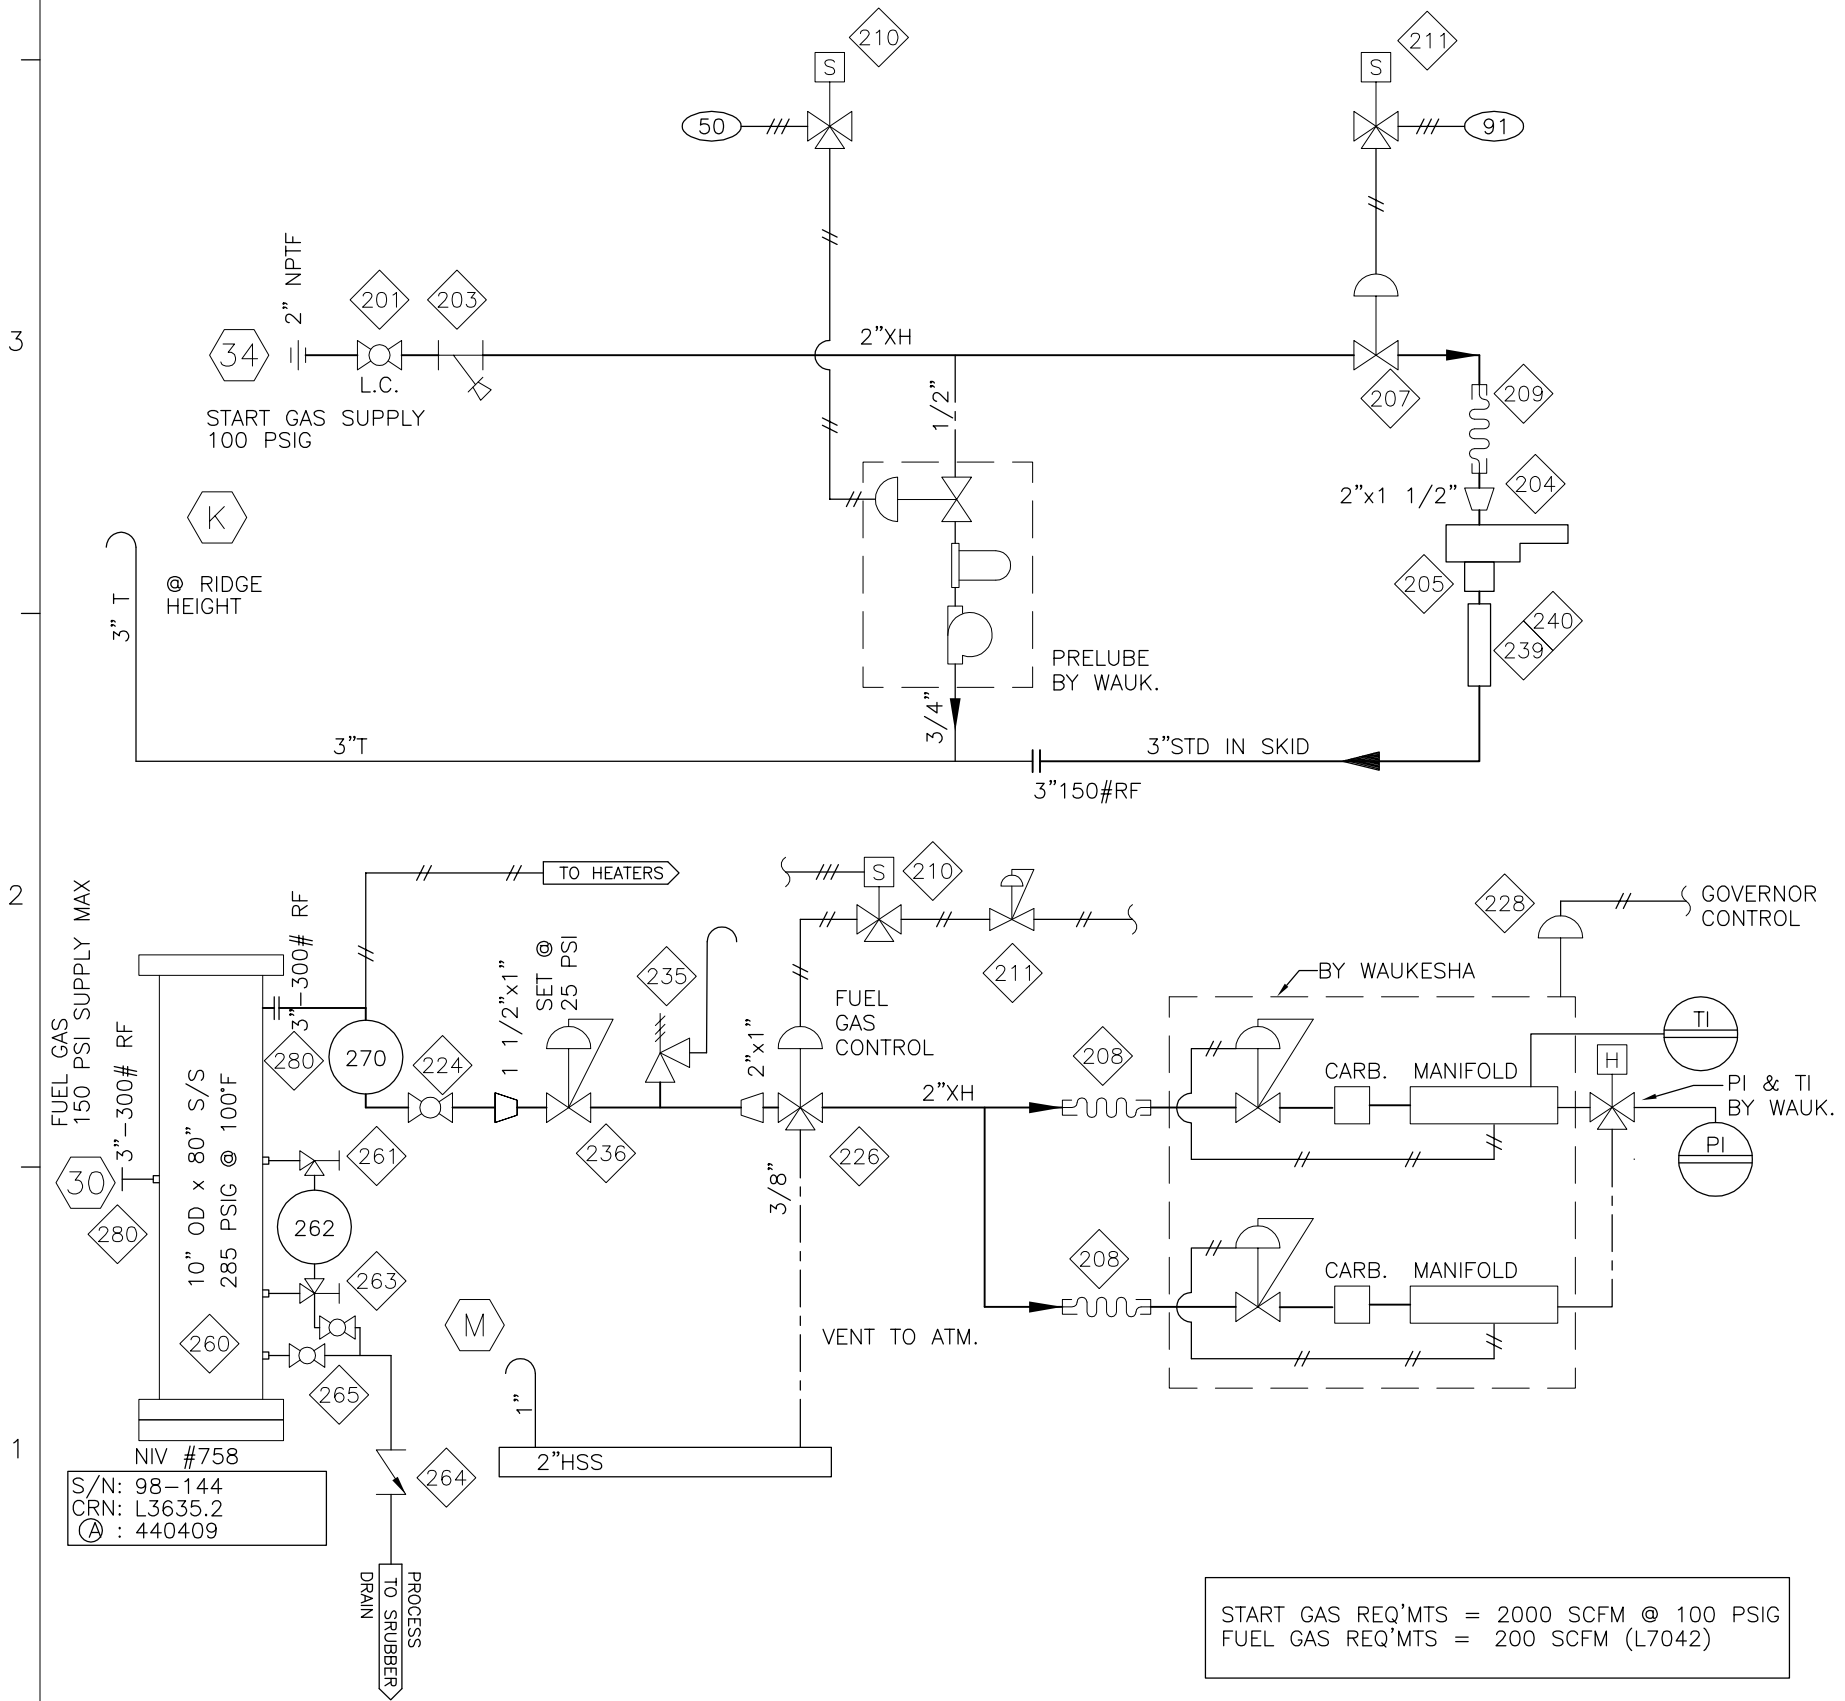 210
211
S
S
50
91
3
2” NPTF
201
203
34
L.C.
2”XH
START GAS SUPPLY
100 PSIG
1/2”
207
209
2”x1 1/2”
204
K
@ RIDGE
HEIGHT
3” T
205
240
239
PRELUBE
BY WAUK.
3/4”
3”T
3”STD IN SKID
3”150#RF
2
TO HEATERS
S
210
211
228
GOVERNOR
CONTROL
FUEL GAS
150 PSI SUPPLY MAX
3”-300# RF
3”-300# RF
280
270
224
1 1/2”x1”
SET @
25 PSI
235
236
2”x1”
FUEL
GAS
CONTROL
226
2”XH
208
BY WAUKESHA
CARB.
MANIFOLD
TI
H
PI & TI
BY WAUK.
PI
30
280
10” OD x 80” S/S
285 PSIG @ 100°F
261
262
263
260
265
3/8”
208
CARB.
MANIFOLD
M
VENT TO ATM.
1”
2”HSS
1
NIV #758
S/N: 98-144
CRN: L3635.2
A : 440409
264
PROCESS
TO SRUBBER
DRAIN
START GAS REQ’MTS = 2000 SCFM @ 100 PSIG
FUEL GAS REQ’MTS = 200 SCFM (L7042)